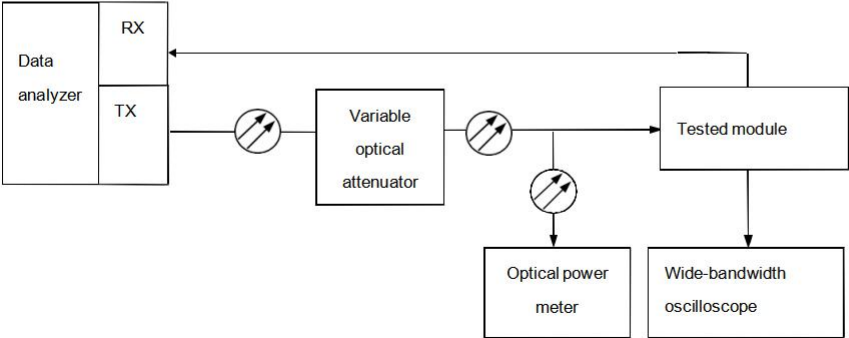 Data
analyzer
RX
TX
Variable
optical
attenuator
Tested module
Optical power
meter
Wide-bandwidth
oscilloscope